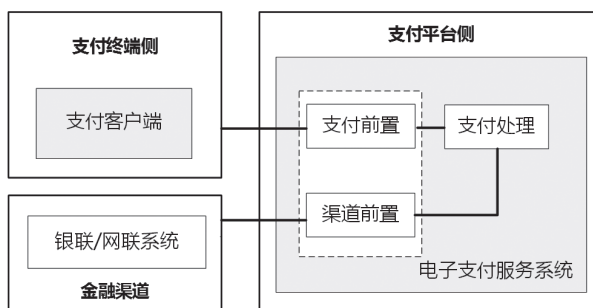 支付终端侧
支付客户端
银联/网联系统
金融渠道
支付平台侧
支付前置
支付处理
渠道前置
电子支付服务系统